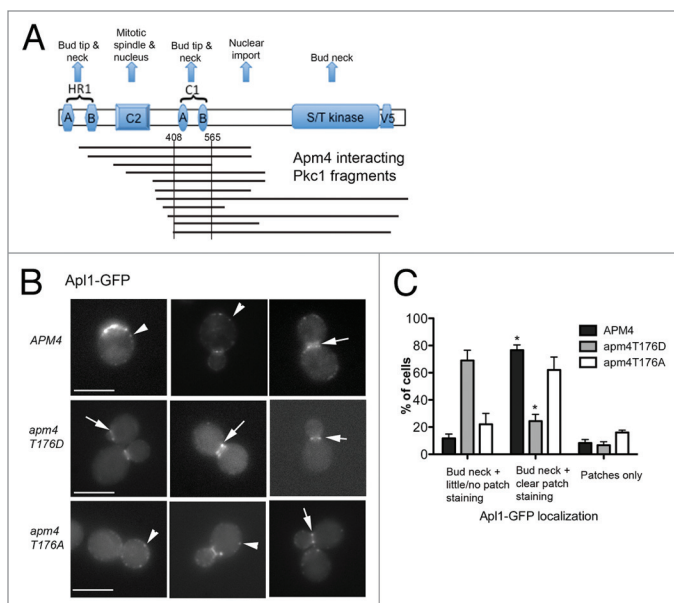 A
Bud tip &
neck
Mitotic
spindle &
nucleus
Bud tip &
neck
Nuclear
import
Bud neck
HR1
C1
A
B
C2
A
B
S/T kinase
V5
408
565
Apm4 interacting
Pkc1 fragments
B
Apl1-GFP
APM4
apm4
T176D
apm4
T176A
C
% of cells
100
80
60
40
20
0
*
*
APM4
apm4T176D
apm4T176A
Bud neck +
little/no patch
staining
Bud neck +
clear patch
staining
Patches only
Apl1-GFP localization